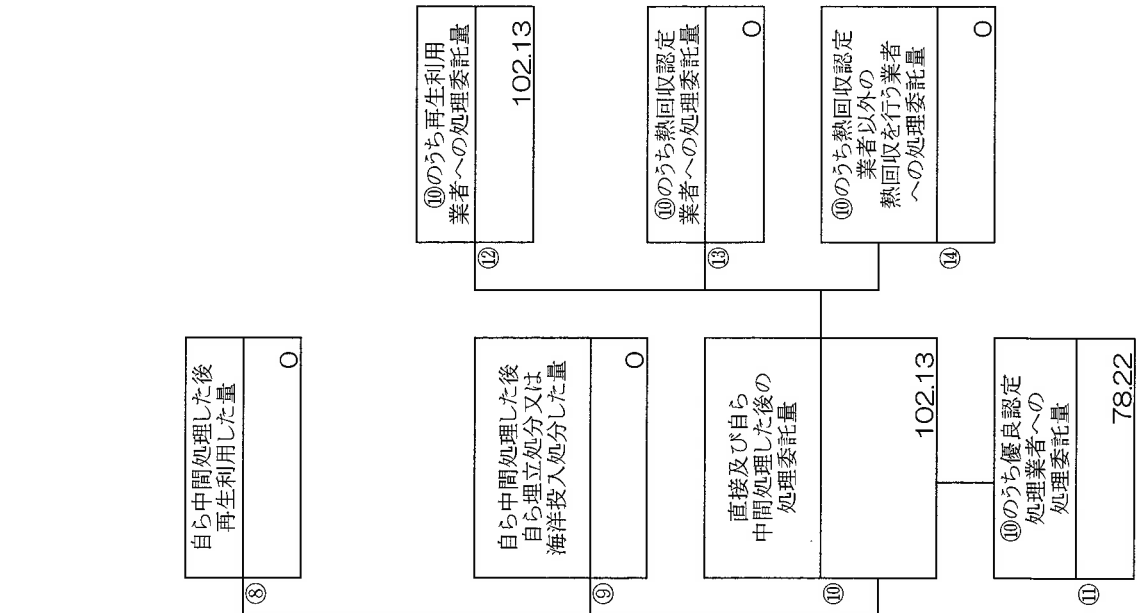 ⑧
自ら中間処理した後
再生利用した量
0
⑨
自ら中間処理した後
自ら埋立処分又は
海洋投入処分した量
0
⑩
直接及び自ら
中間処理した後の
処理委託量
102.13
⑪
⑩のうち優良認定
処理業者への
処理委託量
78.22
⑫
⑩のうち再生利用
業者への処理委託量
102.13
⑬
⑩のうち熱回収認定
業者への処理委託量
0
⑭
⑩のうち熱回収認定
業者以外の
熱回収を行う業者
への処理委託量
0